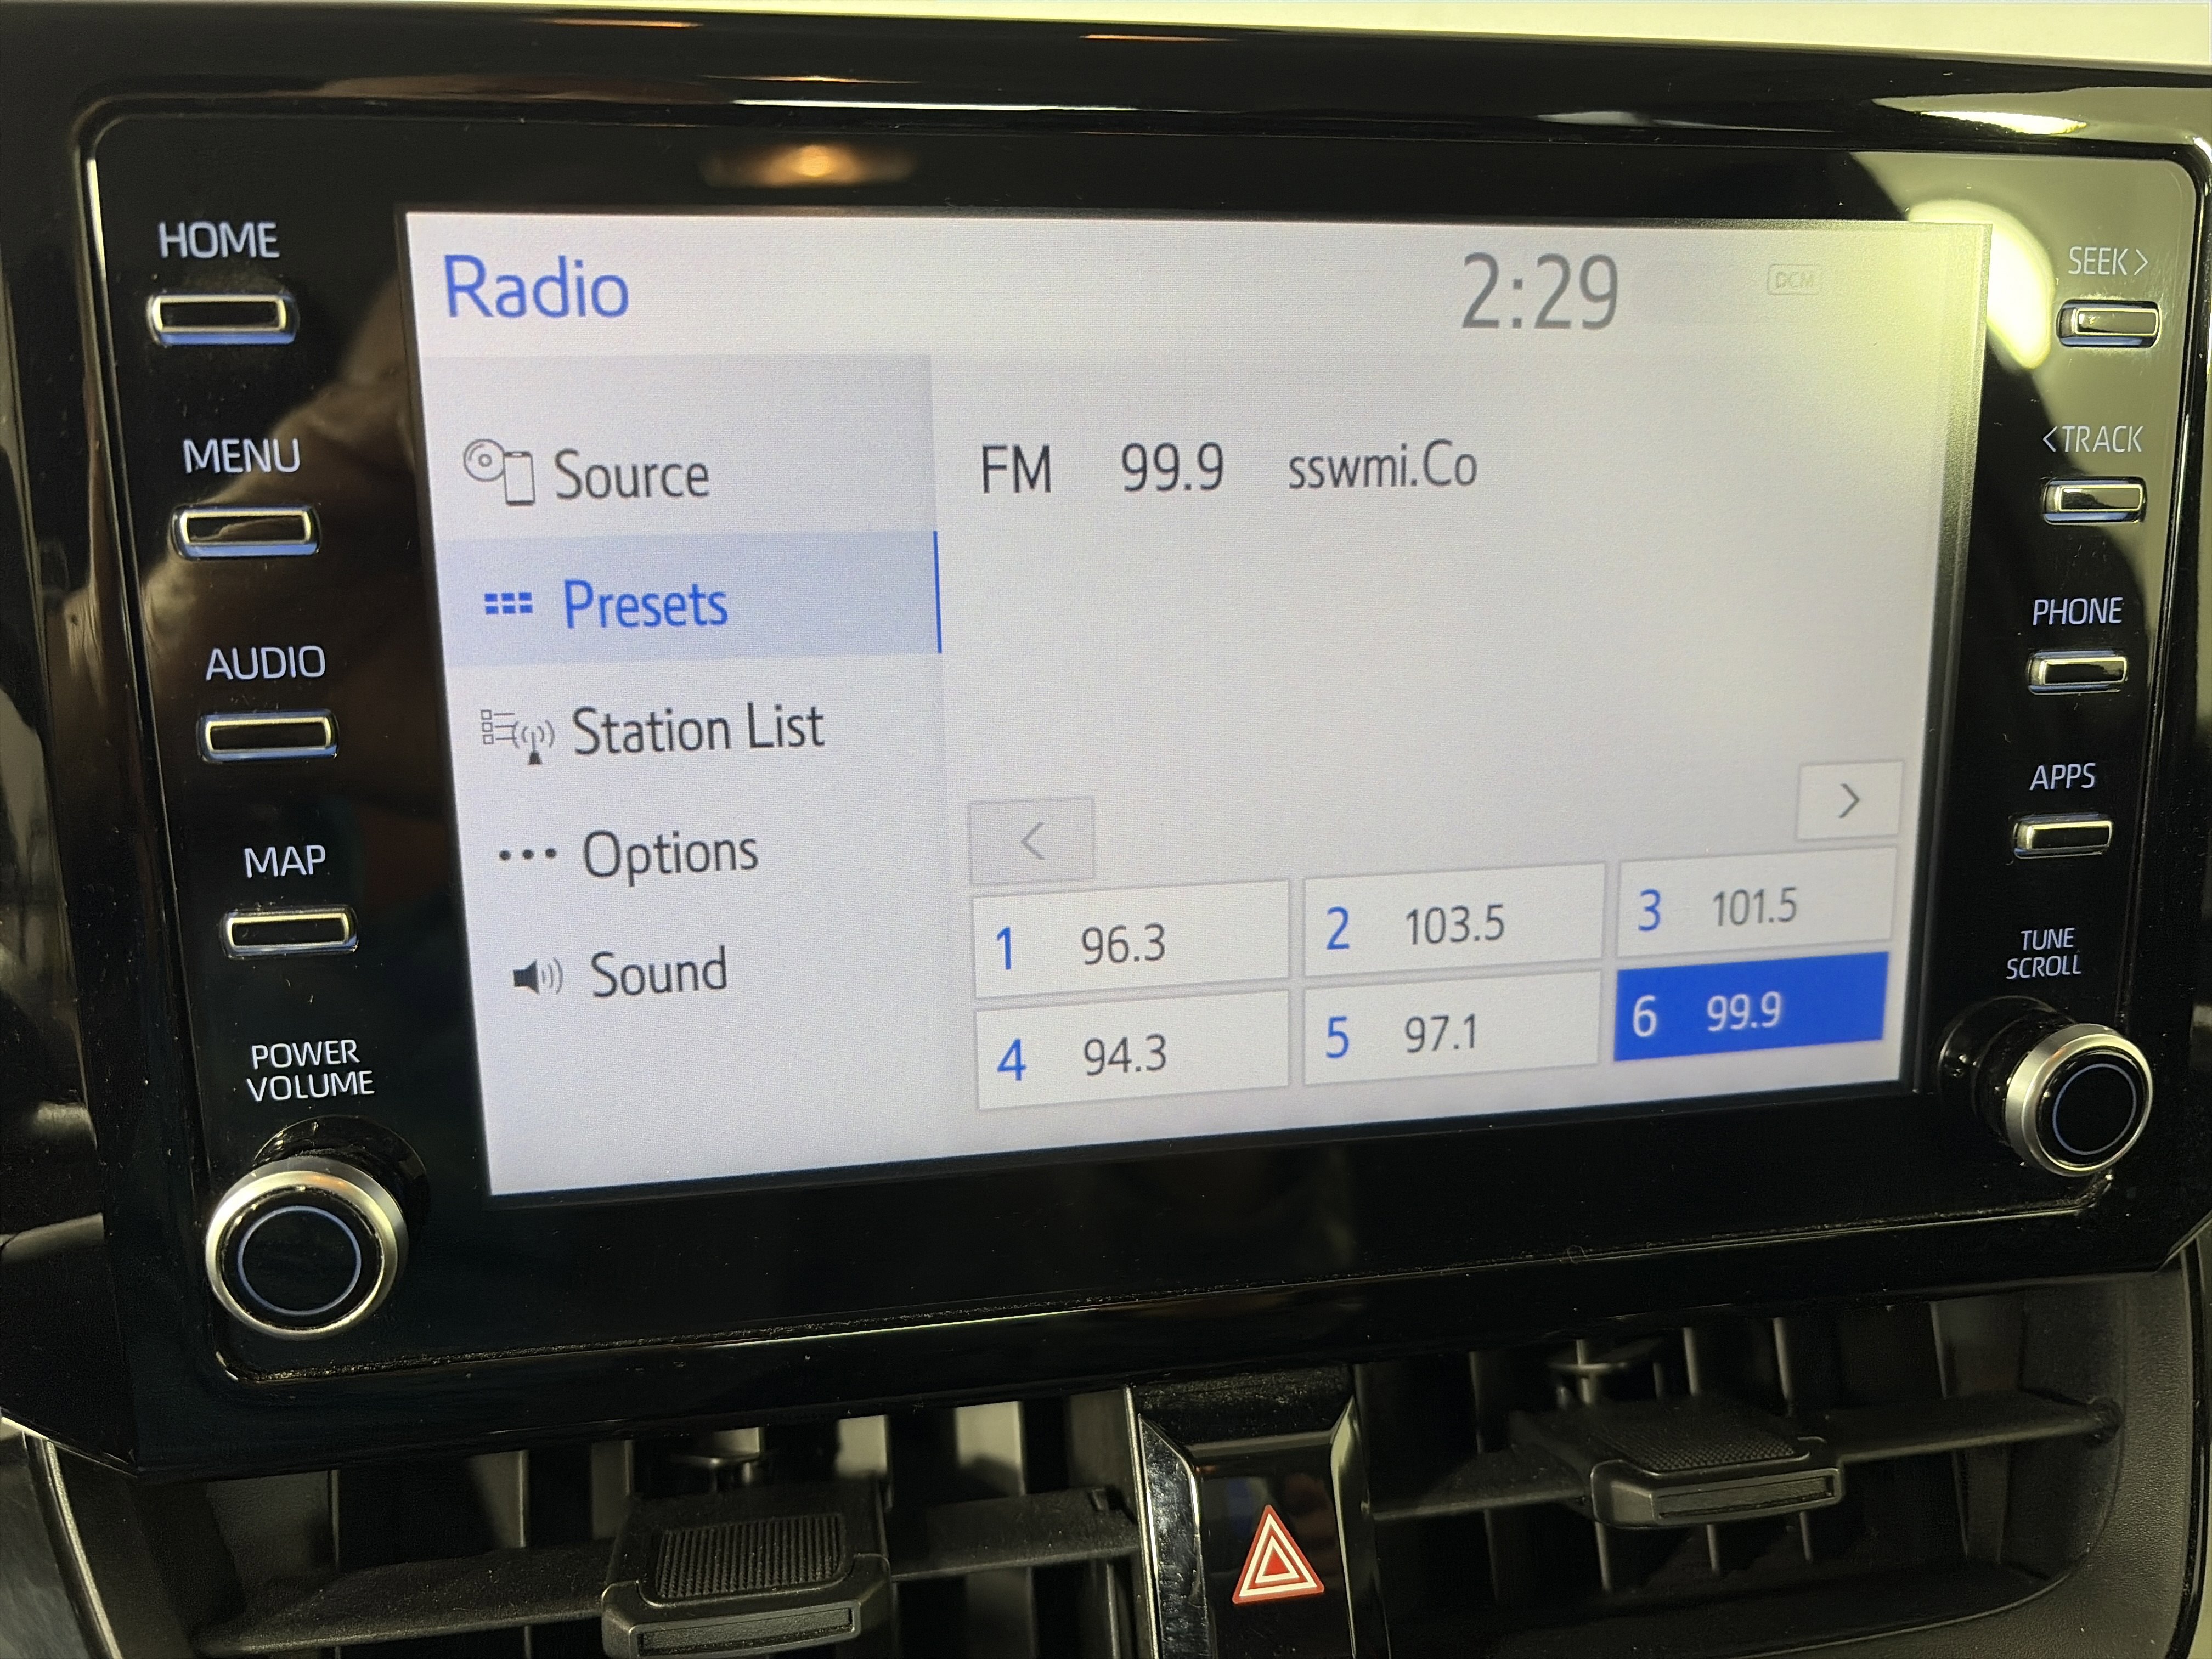 HOME
MENU
AUDIO
MAP
POWER
VOLUME
Radio
2:29
DCM
Source
Presets
Station List
Options
Sound
FM 99.9 sswmi.Co
<
>
1 96.3
2 103.5
3 101.5
4 94.3
5 97.1
6 99.9
SEEK>
<TRACK
PHONE
APPS
TUNE
SCROLL